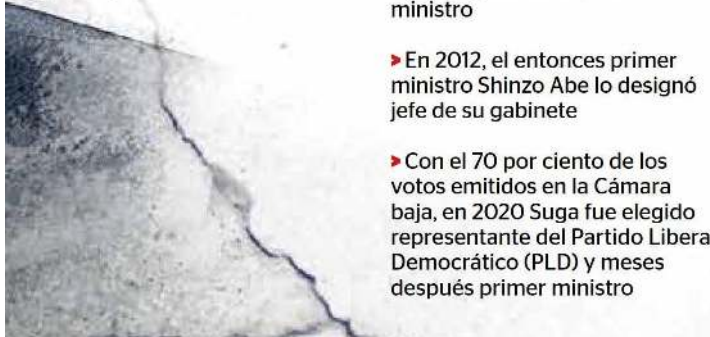 ministro
> En 2012, el entonces primer
ministro Shinzo Abe lo designó
jefe de su gabinete
> Con el 70 por ciento de los
votos emitidos en la Cámara
baja, en 2020 Suga fue elegido
representante del Partido Libera
Democrático (PLD) y meses
después primer ministro